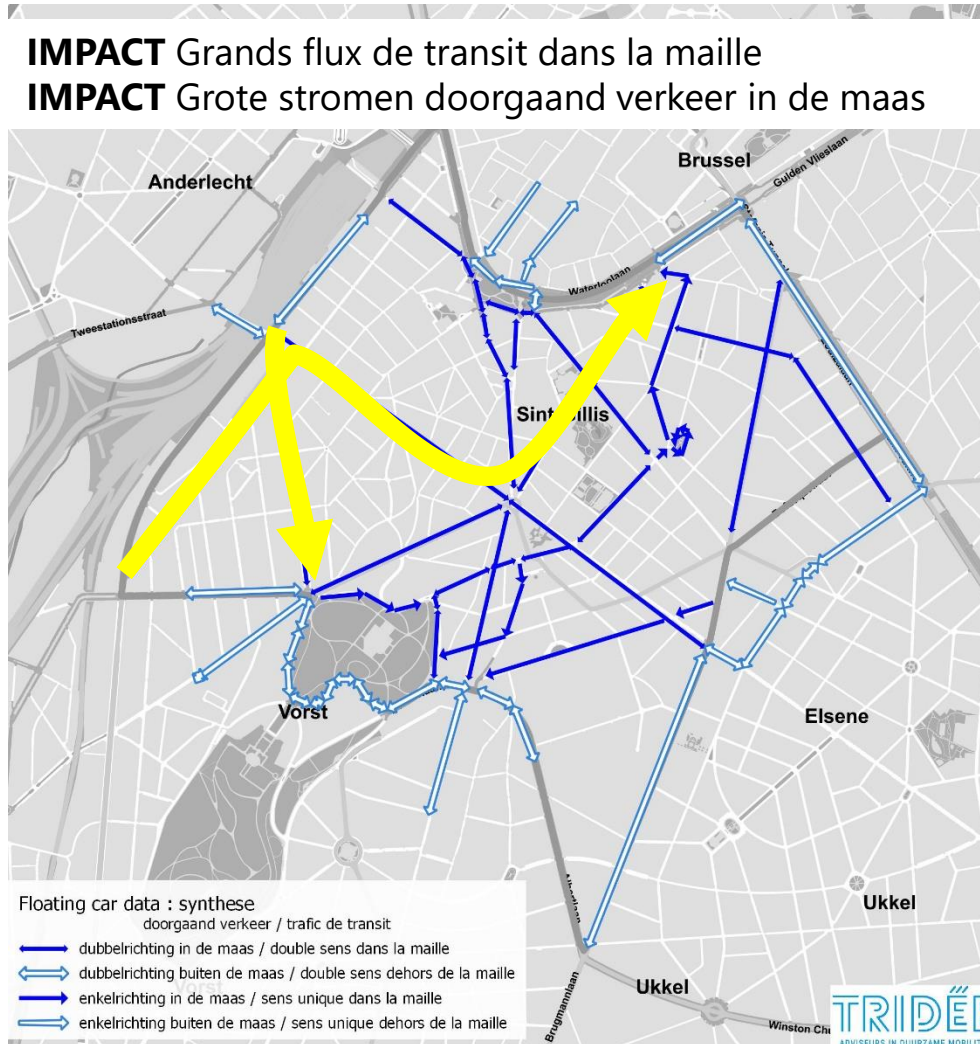 IMPACT Grands flux de transit dans la maille
IMPACT Grote stromen doorgaand verkeer in de maas
Brussel
Gulden Vlieslaan
Anderlecht
Waterloolaan
Tweestationsstraat
Vorst
Elsene
Ukkel
Albertlaan
Brugmannlaan
Ukkel
Floating car data : synthese
doorgaand verkeer / trafic de transit
dubbelrichting in de maas / double sens dans la maille
dubbelrichting buiten de maas / double sens dehors de la maille
enkelrichting in de maas / sens unique dans la maille
enkelrichting buiten de maas / sens unique dehors de la maille
Vorst
Winston